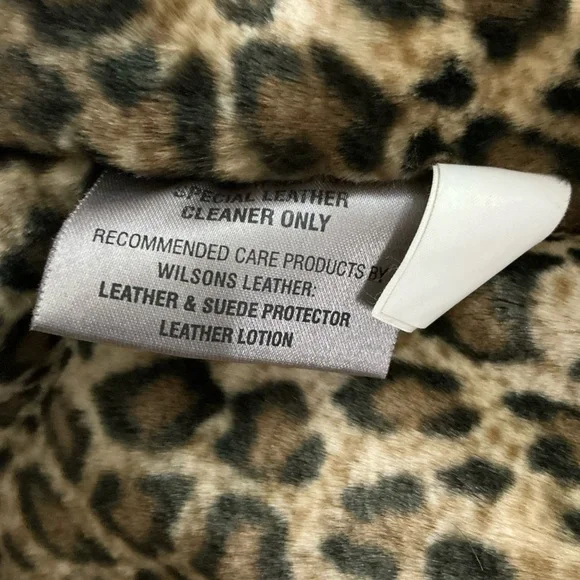 SPECIAL LEATHER
CLEANER ONLY
RECOMMENDED CARE PRODUCTS BY
WILSONS LEATHER:
LEATHER & SUEDE PROTECTOR
LEATHER LOTION